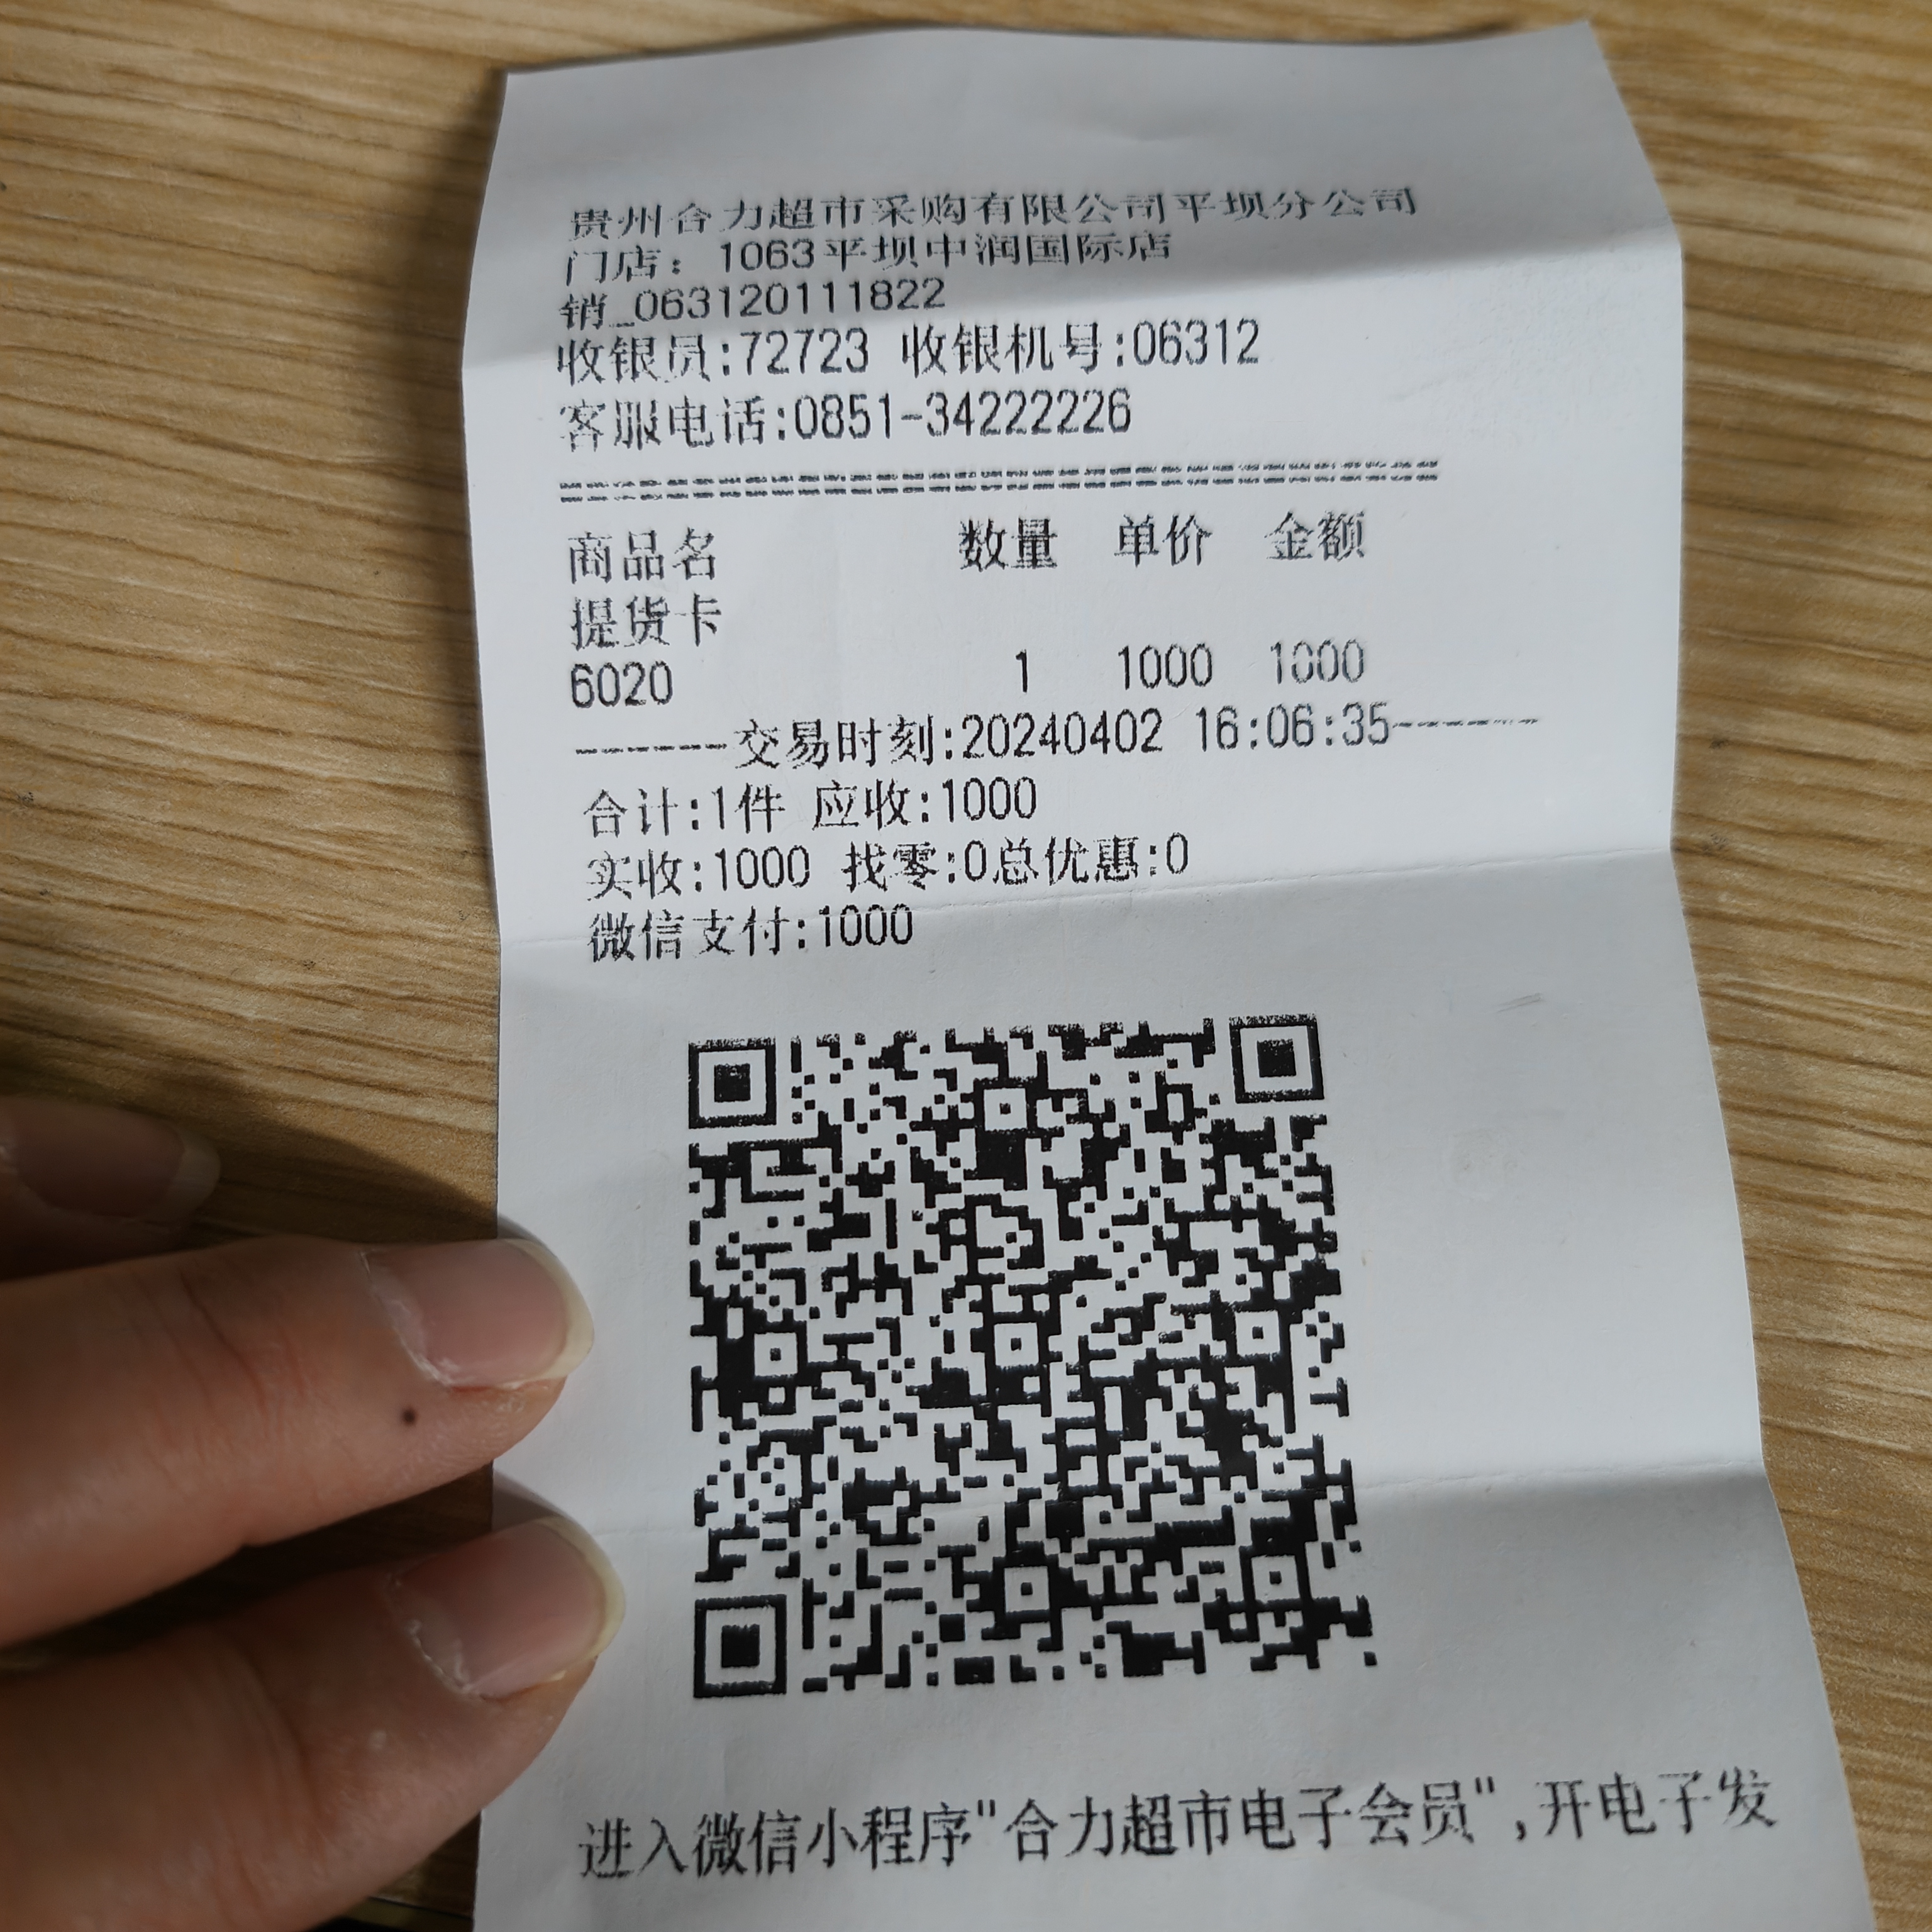 贵州合力超市采购有限公司平坝分公司
门店：1063平坝中润国际店
销_063120111822
收银员:72723 收银机号:06312
客服电话:0851-34222226
==================================
商品名 数量 单价 金额
提货卡
6020 1 1000 1000
------交易时刻:20240402 16:06:35------
合计:1件 应收:1000
实收:1000 找零:0总优惠:0
微信支付:1000
进入微信小程序"合力超市电子会员",开电子发